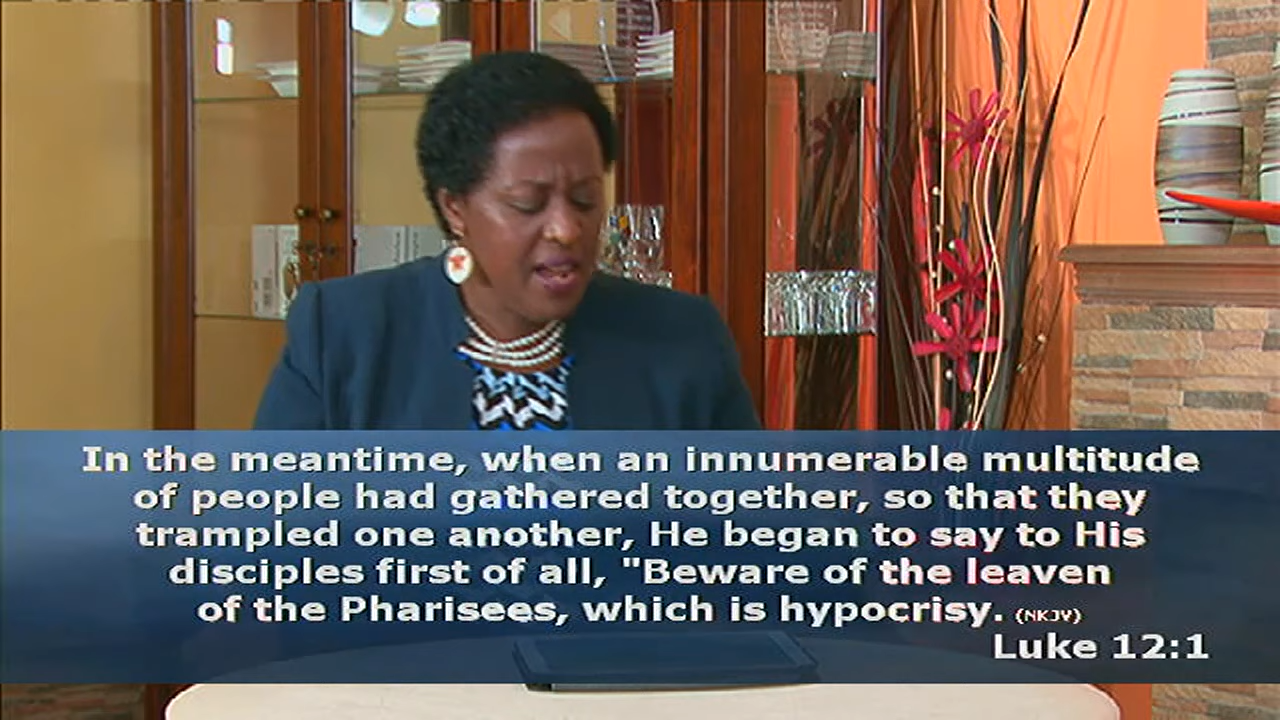 In the meantime, when an innumerable multitude
of people had gathered together, so that they
trampled one another, He began to say to His
disciples first of all, "Beware of the leaven
of the Pharisees, which is hypocrisy. (NKJV)
Luke 12:1